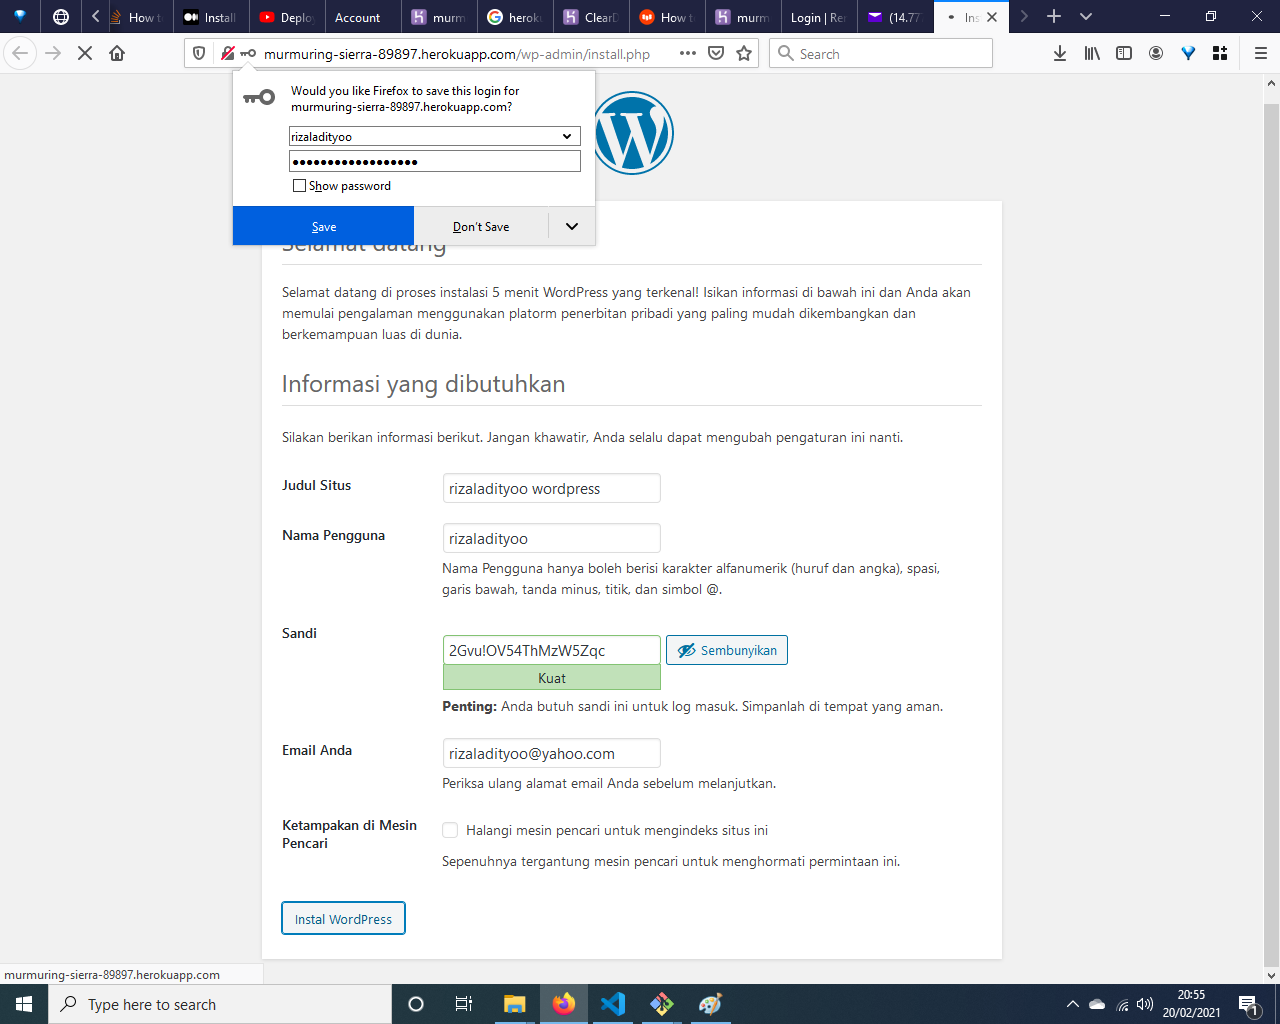 How t
Install
Deplo
Account
murm
herok
ClearD
How t
murm
Login | Re
(14.77
Ins
murmuring-sierra-89897.herokuapp.com/wp-admin/install.php
Search
Would you like Firefox to save this login for
murmuring-sierra-89897.herokuapp.com?
rizaladityoo
••••••••••••••••••
Show password
Save
Don't Save
Selamat datang
Selamat datang di proses instalasi 5 menit WordPress yang terkenal! Isikan informasi di bawah ini dan Anda akan
memulai pengalaman menggunakan platorm penerbitan pribadi yang paling mudah dikembangkan dan
berkemampuan luas di dunia.
Informasi yang dibutuhkan
Silakan berikan informasi berikut. Jangan khawatir, Anda selalu dapat mengubah pengaturan ini nanti.
Judul Situs
rizaladityoo wordpress
Nama Pengguna
rizaladityoo
Nama Pengguna hanya boleh berisi karakter alfanumerik (huruf dan angka), spasi,
garis bawah, tanda minus, titik, dan simbol @.
Sandi
2Gvu!OV54ThMzW5Zqc
Sembunyikan
Kuat
Penting: Anda butuh sandi ini untuk log masuk. Simpanlah di tempat yang aman.
Email Anda
rizaladityoo@yahoo.com
Periksa ulang alamat email Anda sebelum melanjutkan.
Ketampakan di Mesin
Pencari
Halangi mesin pencari untuk mengindeks situs ini
Sepenuhnya tergantung mesin pencari untuk menghormati permintaan ini.
Instal WordPress
murmuring-sierra-89897.herokuapp.com
Type here to search
20:55
20/02/2021
1